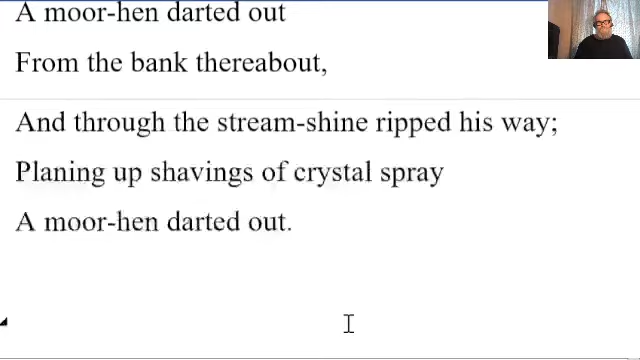 A moor-hen darted out
From the bank thereabout,
And through the stream-shine ripped his way;
Planing up shavings of crystal spray
A moor-hen darted out.